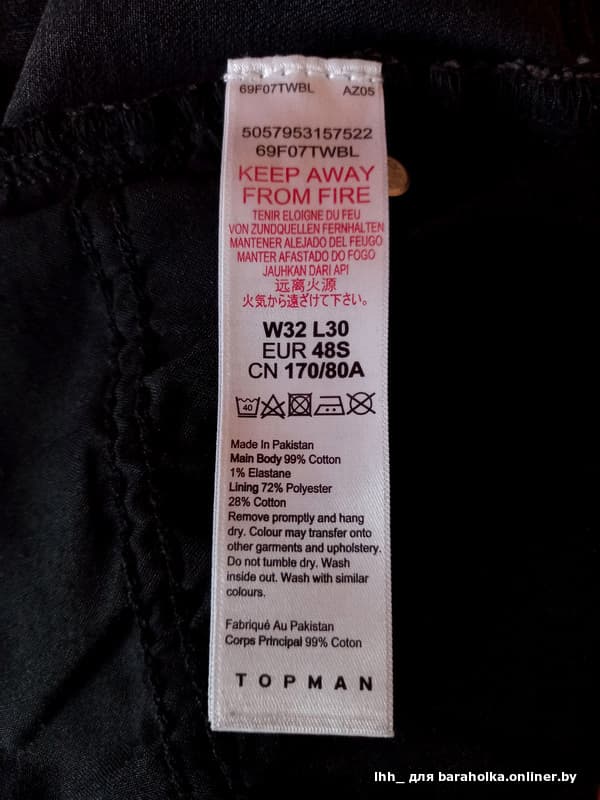 69F07TWBL AZ05
5057953157522
69F07TWBL
KEEP AWAY
FROM FIRE
TENIR ELOIGNE DU FEU
VON ZUNDQUELLEN FERNHALTEN
MANTENER ALEJADO DEL FEUGO
MANTER AFASTADO DO FOGO
JAUHKAN DARI API
远离火源
火気から遠ざけて下さい。
W32 L30
EUR 48S
CN 170/80A
40
Made In Pakistan
Main Body 99% Cotton
1% Elastane
Lining 72% Polyester
28% Cotton
Remove promptly and hang
dry. Colour may transfer onto
other garments and upholstery.
Do not tumble dry. Wash
inside out. Wash with similar
colours.
Fabriqué Au Pakistan
Corps Principal 99% Coton
TOPMAN
lhh_ для baraholka.onliner.by